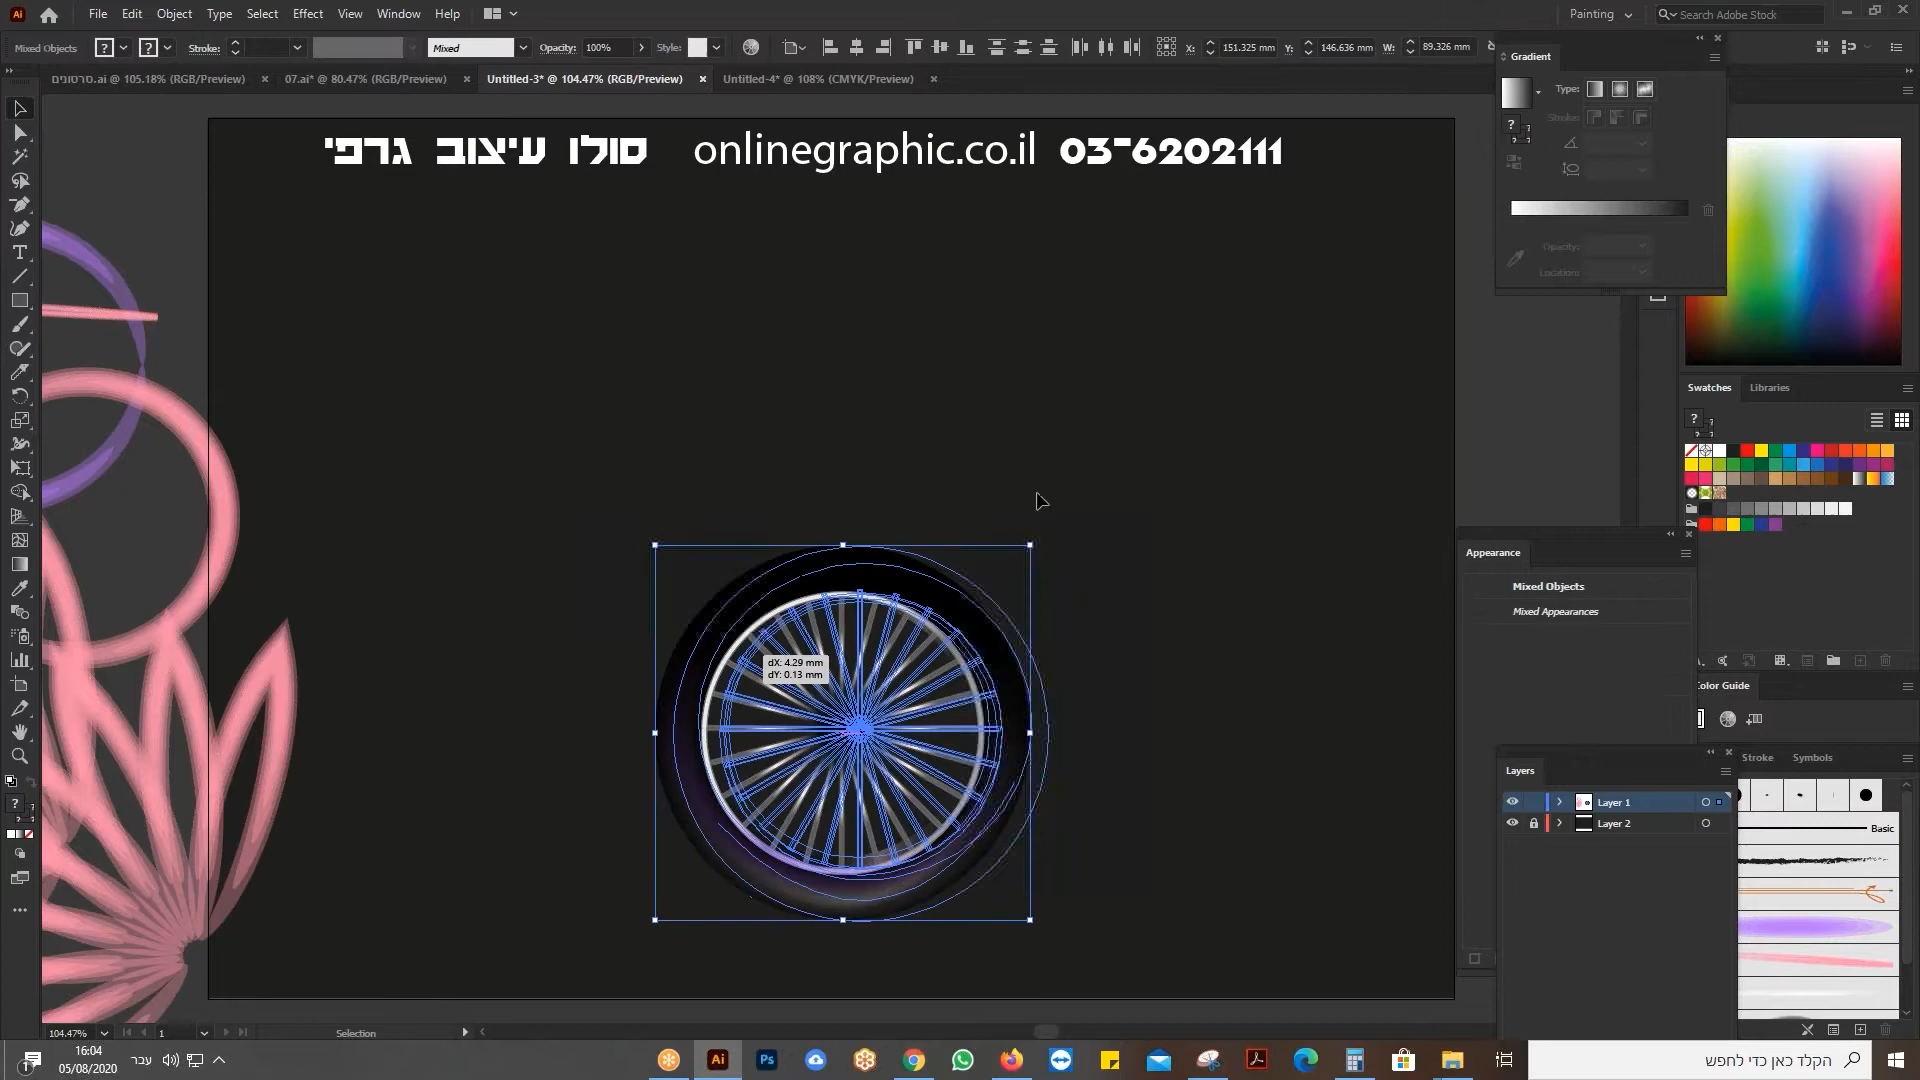 File Edit Object Type Select Effect View Window Help
Painting
Search Adobe Stock
Mixed Objects
Stroke:
Mixed
Opacity: 100%
Style:
X: 151.325 mm Y: 146.636 mm W: 89.326 mm
סרטונים.ai @ 105.18% (RGB/Preview)
07.ai* @ 80.47% (RGB/Preview)
Untitled-3* @ 104.47% (RGB/Preview)
Untitled-4* @ 108% (CMYK/Preview)
Gradient
Type:
Stroke:
Opacity:
Location:
סולו עיצוב גרפי onlinegraphic.co.il 03-6202111
Swatches Libraries
Appearance
Mixed Objects
Mixed Appearances
dX: 4.29 mm
dY: 0.13 mm
Color Guide
Stroke Symbols
Layers
Layer 1
Layer 2
Basic
104.47% 1 Selection
16:04
05/08/2020
עבר
הקלד כאן כדי לחפש